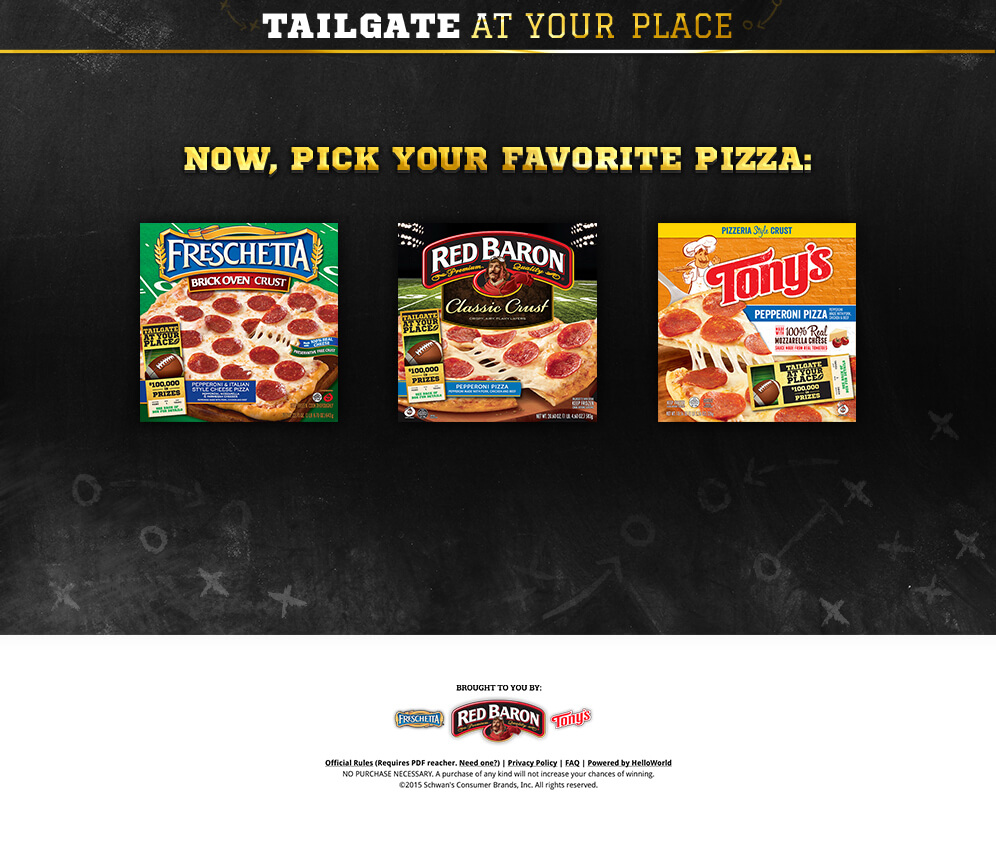 TAILGATE AT YOUR PLACE
NOW, PICK YOUR FAVORITE PIZZA:
FRESCHETTA
BRICK OVEN CRUST
TAILGATE
AT YOUR
PLACE
$100,000
IN
PRIZES
PEPPERONI & ITALIAN
STYLE CHEESE PIZZA
RED BARON
Premium Quality
Classic Crust
TAILGATE
AT YOUR
PLACE
$100,000
IN
PRIZES
PEPPERONI PIZZA
PIZZERIA Style CRUST
Tony's
PEPPERONI PIZZA
MADE WITH 100% Real
MOZZARELLA CHEESE
SAUCE MADE FROM REAL TOMATOES
TAILGATE
AT YOUR
PLACE
$100,000
IN
PRIZES
BROUGHT TO YOU BY:
FRESCHETTA RED BARON Tony's
Official Rules (Requires PDF reacher. Need one?) | Privacy Policy | FAQ | Powered by HelloWorld
NO PURCHASE NECESSARY. A purchase of any kind will not increase your chances of winning.
©2015 Schwan's Consumer Brands, Inc. All rights reserved.